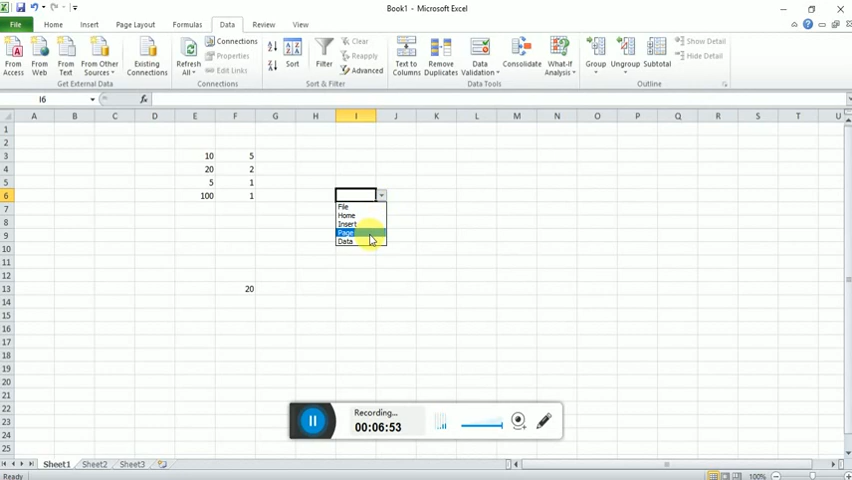 Book1 - Microsoft Excel
File Home Insert Page Layout Formulas Data Review View
From Access
From Web
From Text
From Other Sources
Existing Connections
Refresh All
Connections
Properties
Edit Links
Sort
Filter
Clear
Reapply
Advanced
Text to Columns
Remove Duplicates
Data Validation
Consolidate
What-If Analysis
Group
Ungroup
Subtotal
Show Detail
Hide Detail
Get External Data Connections Sort & Filter Data Tools Outline
I6 fx
A B C D E F G H I J K L M N O P Q R S T U
1
2
3 10 5
4 20 2
5 5 1
6 100 1
7 File
Home
8 Insert
9 Page
Data
10
11
12
13 20
14
15
16
17
18
19
20
21
22
23
24
25
Recording...
00:06:53
Sheet1 Sheet2 Sheet3
Ready 100%